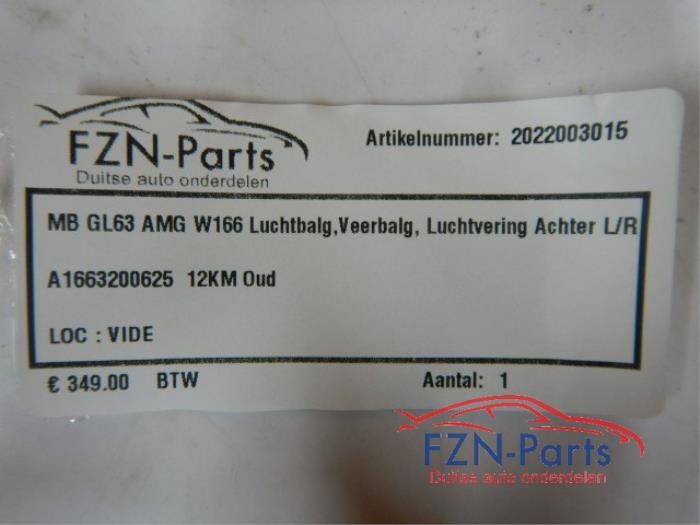 FZN-Parts
Duitse auto onderdelen
Artikelnummer: 2022003015
MB GL63 AMG W166 Luchtbalg,Veerbalg, Luchtvering Achter L/R
A1663200625 12KM Oud
LOC : VIDE
€ 349.00 BTW Aantal: 1
FZN-Parts
Duitse auto onderdelen